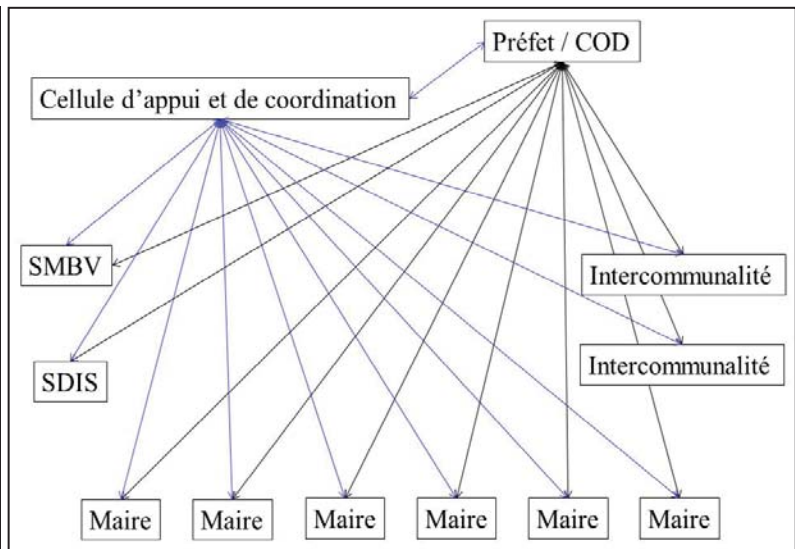 Préfet / COD
Cellule d'appui et de coordination
SMBV
Intercommunalité
SDIS
Intercommunalité
Maire
Maire
Maire
Maire
Maire
Maire